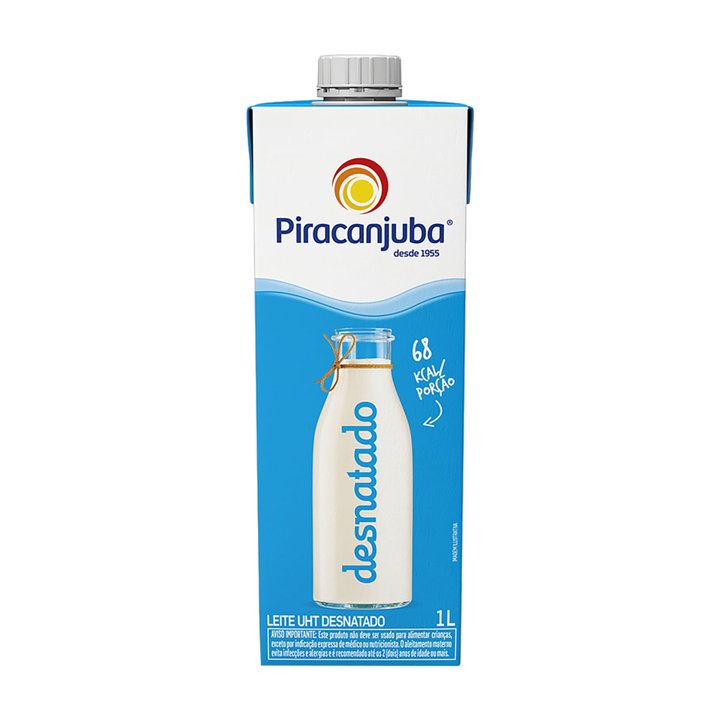 Piracanjuba®
desde 1955
68
KCAL/
PORÇÃO
desnatado
IMAGEM ILUSTRATIVA
LEITE UHT DESNATADO
1L
AVISO IMPORTANTE: Este produto não deve ser usado para alimentar crianças,
exceto por indicação expressa de médico ou nutricionista. O aleitamento materno
evita infecções e alergias e é recomendado até os 2 (dois) anos de idade ou mais.